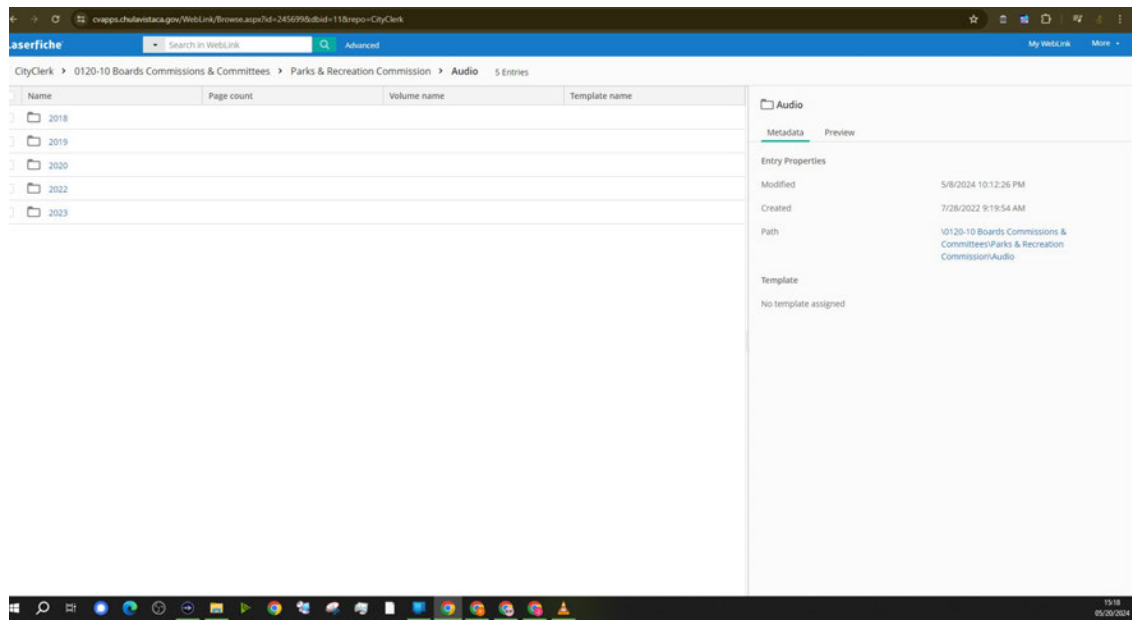 cvapps.chulavistaca.gov/WebLink/Browse.aspx?id=245699&dbid=11&repo=CityClerk
aserfiche Search in WebLink Advanced My WebLink More
CityClerk > 0120-10 Boards Commissions & Committees > Parks & Recreation Commission > Audio 5 Entries
Name Page count Volume name Template name
2018
2019
2020
2022
2023
Audio
Metadata Preview
Entry Properties
Modified 5/8/2024 10:12:26 PM
Created 7/28/2022 9:19:54 AM
Path \0120-10 Boards Commissions &
Committees\Parks & Recreation
Commission\Audio
Template
No template assigned
15:18
05/20/2024